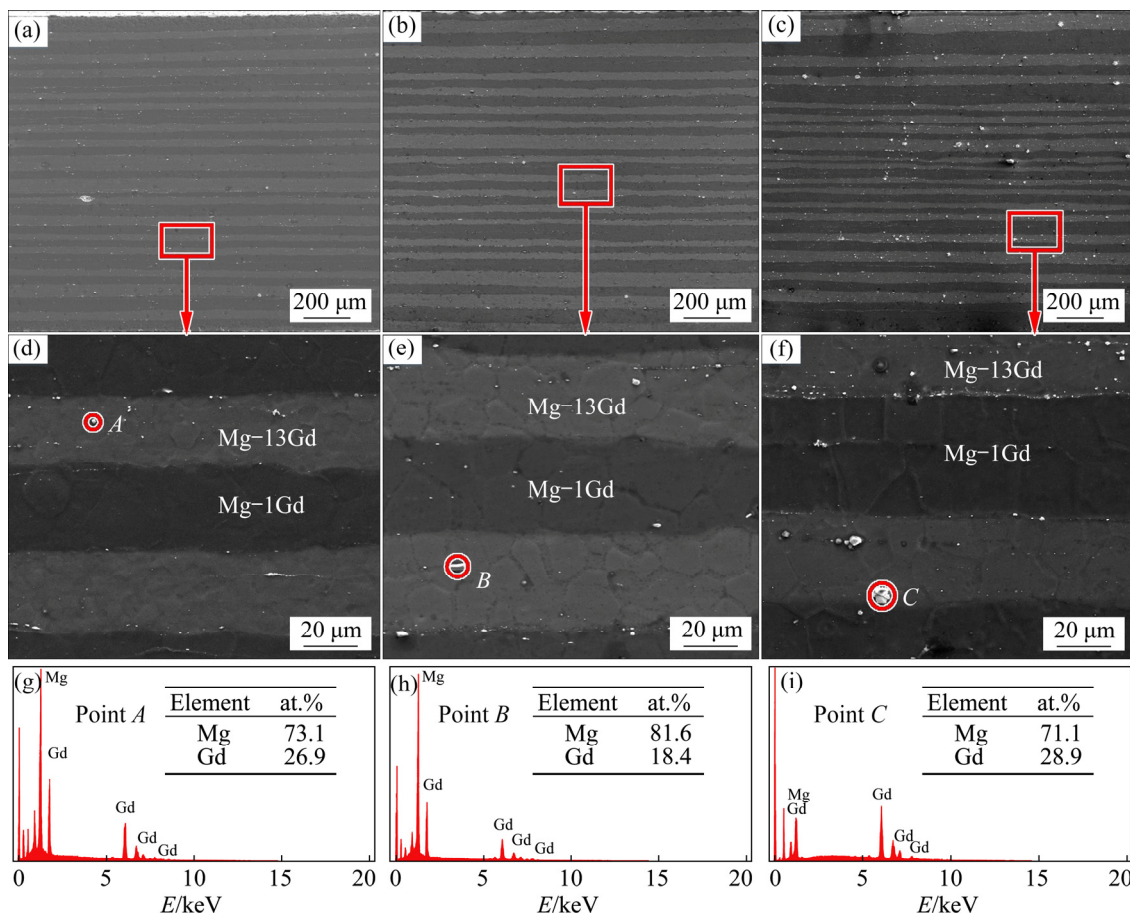 (a)
(b)
(c)
200 μm
200 μm
200 μm
(d)
A
Mg−13Gd
Mg−1Gd
20 μm
(e)
Mg−13Gd
Mg−1Gd
B
20 μm
(f)
Mg−13Gd
Mg−1Gd
C
20 μm
(g)
Mg
Point A
Element at.%
Mg 73.1
Gd 26.9
Gd
Gd
Gd
Gd
0 5 10 15 20
E/keV
(h)
Mg
Point B
Element at.%
Mg 81.6
Gd 18.4
Gd
Gd
Gd
Gd
0 5 10 15 20
E/keV
(i)
Point C
Element at.%
Mg 71.1
Gd 28.9
Mg
Gd
Gd
Gd
Gd
0 5 10 15 20
E/keV